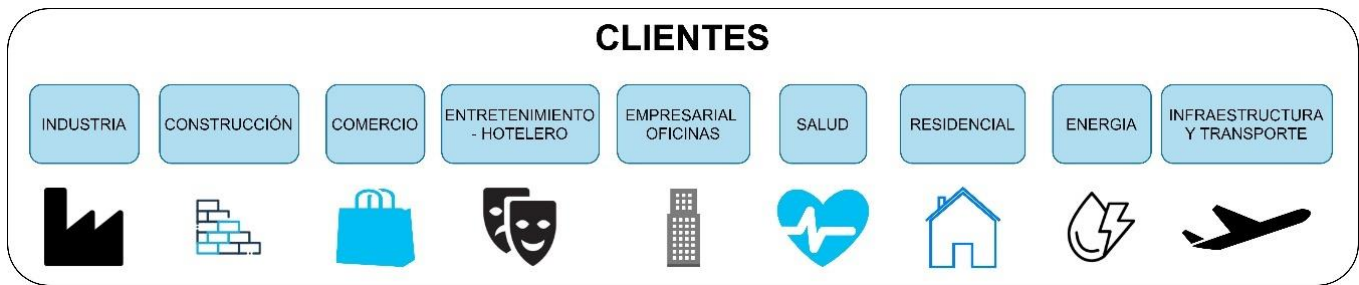 CLIENTES
INDUSTRIA
CONSTRUCCIÓN
COMERCIO
ENTRETENIMIENTO
- HOTELERO
EMPRESARIAL
OFICINAS
SALUD
RESIDENCIAL
ENERGIA
INFRAESTRUCTURA
Y TRANSPORTE